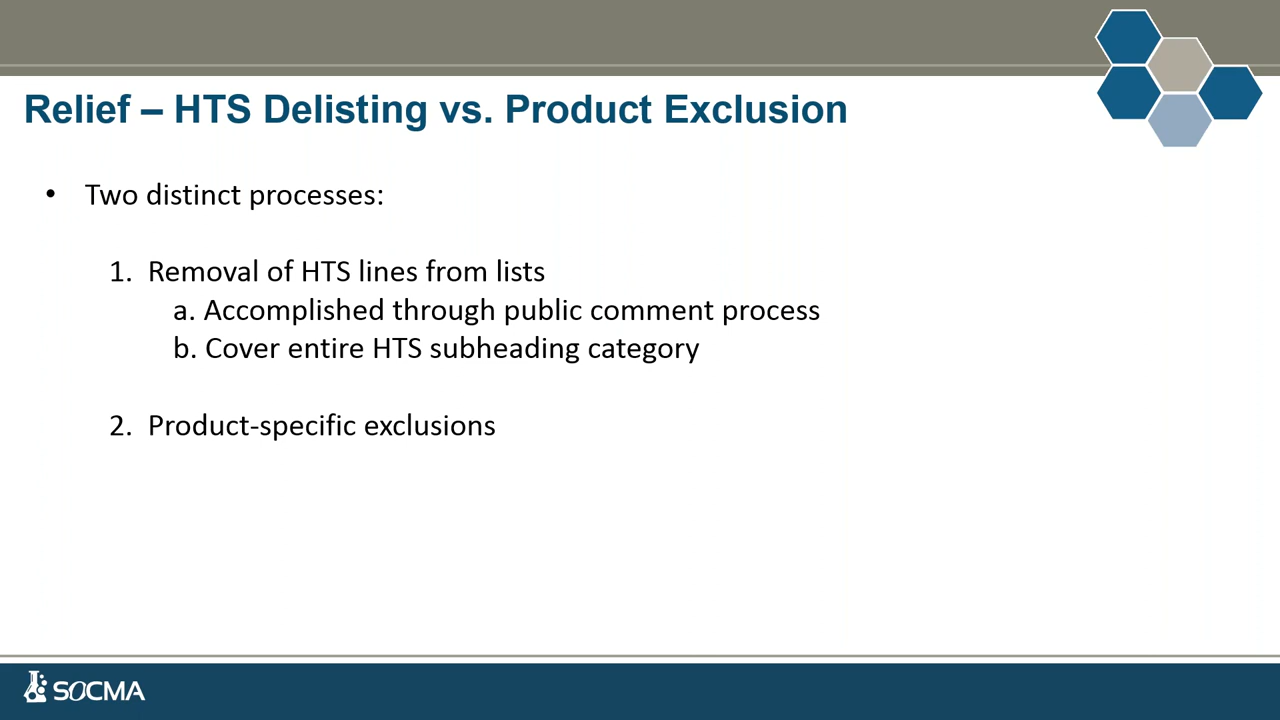 Relief – HTS Delisting vs. Product Exclusion
• Two distinct processes:
1. Removal of HTS lines from lists
a. Accomplished through public comment process
b. Cover entire HTS subheading category
2. Product-specific exclusions
SOCMA